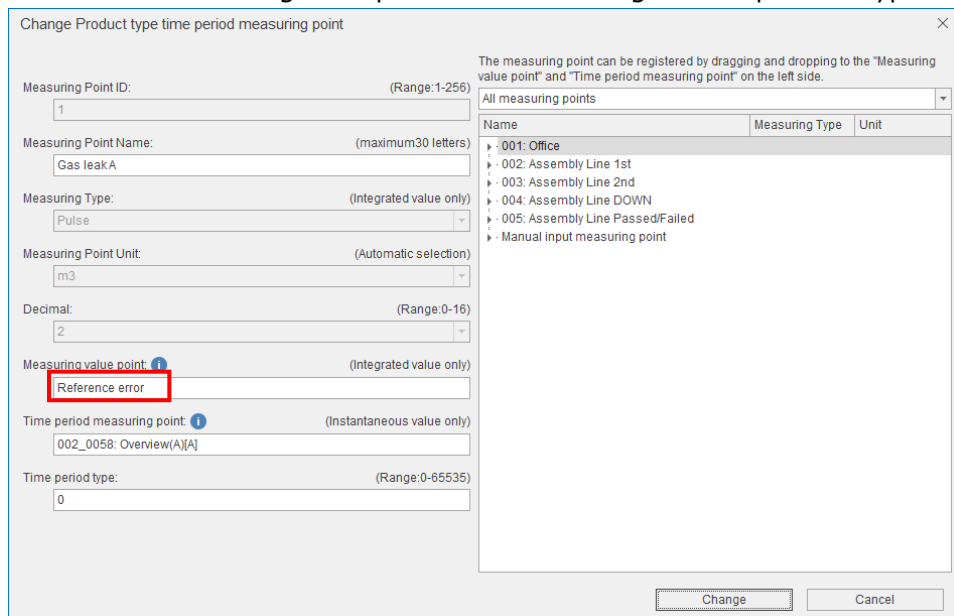 Change Product type time period measuring point
The measuring point can be registered by dragging and dropping to the "Measuring
value point" and "Time period measuring point" on the left side.
All measuring points
Name Measuring Type Unit
001: Office
002: Assembly Line 1st
003: Assembly Line 2nd
004: Assembly Line DOWN
005: Assembly Line Passed/Failed
Manual input measuring point
Measuring Point ID: (Range:1-256)
1
Measuring Point Name: (maximum30 letters)
Gas leakA
Measuring Type: (Integrated value only)
Pulse
Measuring Point Unit: (Automatic selection)
m3
Decimal: (Range:0-16)
2
Measuring value point: (Integrated value only)
Reference error
Time period measuring point: (Instantaneous value only)
002_0058: Overview(A)[A]
Time period type: (Range:0-65535)
0
Change Cancel